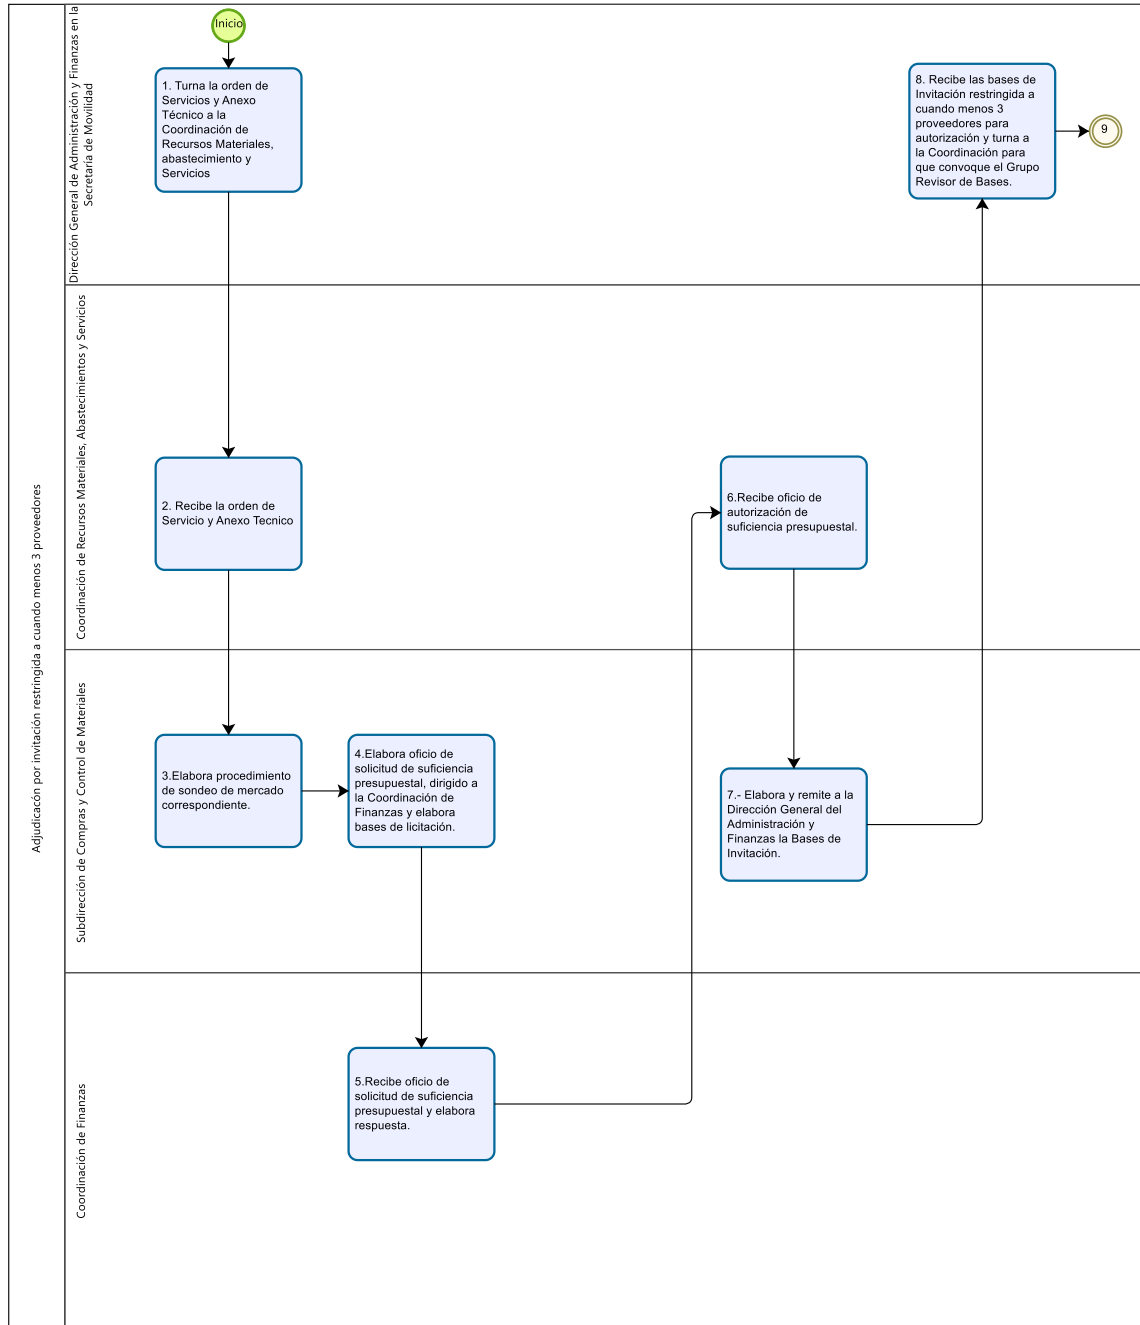 Adjudicacón por invitación restringida a cuando menos 3 proveedores
Dirección General de Administración y Finanzas en la
Secretaría de Movilidad
Inicio
1. Turna la orden de
Servicios y Anexo
Técnico a la
Coordinación de
Recursos Materiales,
abastecimiento y
Servicios
8. Recibe las bases de
Invitación restringida a
cuando menos 3
proveedores para
autorización y turna a
la Coordinación para
que convoque el Grupo
Revisor de Bases.
9
Coordinación de Recursos Materiales, Abastecimientos y Servicios
2. Recibe la orden de
Servicio y Anexo Tecnico
6.Recibe oficio de
autorización de
suficiencia presupuestal.
Subdirección de Compras y Control de Materiales
3.Elabora procedimiento
de sondeo de mercado
correspondiente.
4.Elabora oficio de
solicitud de suficiencia
presupuestal, dirigido a
la Coordinación de
Finanzas y elabora
bases de licitación.
7.- Elabora y remite a la
Dirección General del
Administración y
Finanzas la Bases de
Invitación.
Coordinación de Finanzas
5.Recibe oficio de
solicitud de suficiencia
presupuestal y elabora
respuesta.